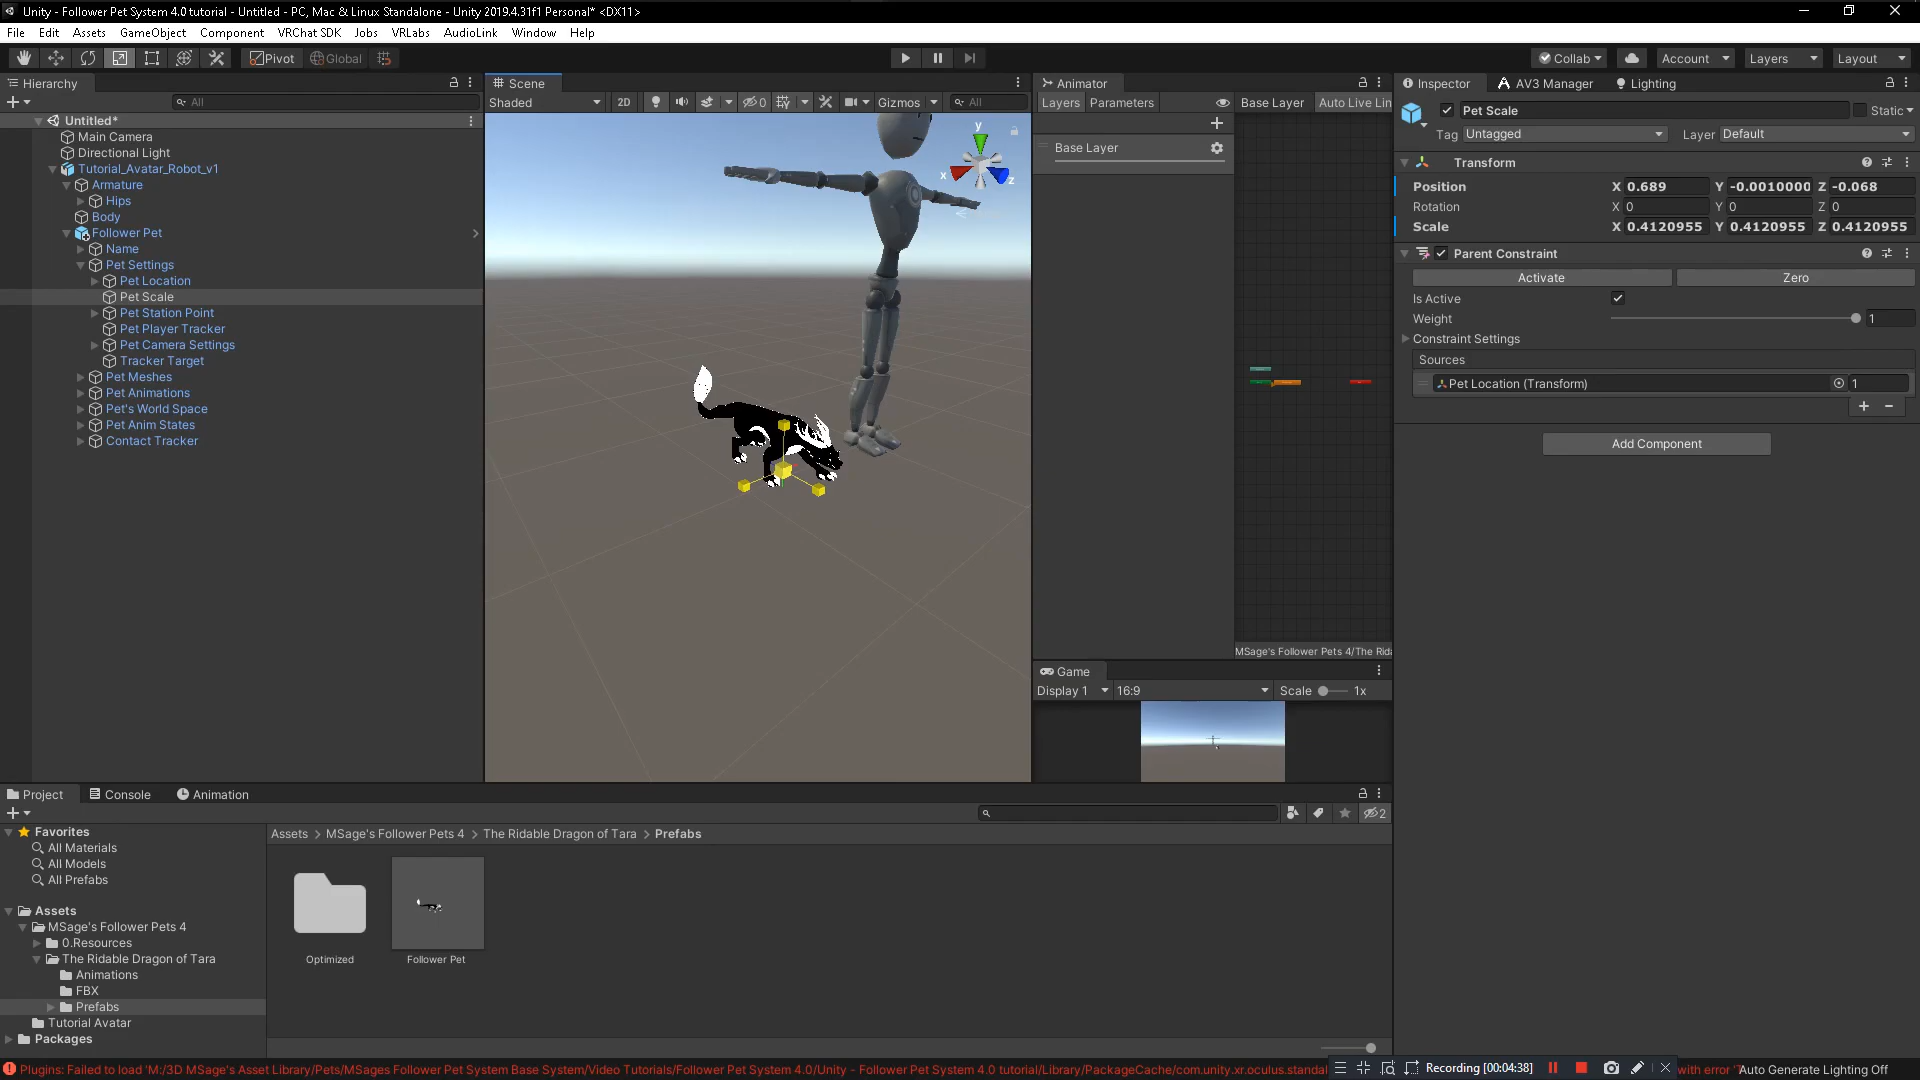 Unity - Follower Pet System 4.0 tutorial - Untitled - PC, Mac & Linux Standalone - Unity 2019.4.31f1 Personal* <DX11>
File Edit Assets GameObject Component VRChat SDK Jobs VRLabs AudioLink Window Help
Pivot Global Collab Account Layers Layout
Hierarchy
All
Untitled*
Main Camera
Directional Light
Tutorial_Avatar_Robot_v1
Armature
Hips
Body
Follower Pet
Name
Pet Settings
Pet Location
Pet Scale
Pet Station Point
Pet Player Tracker
Pet Camera Settings
Tracker Target
Pet Meshes
Pet Animations
Pet's World Space
Pet Anim States
Contact Tracker
Scene
Shaded 2D 0 Gizmos All
y
x
z
Animator
Layers Parameters Base Layer Auto Live Lin
Base Layer
MSage's Follower Pets 4/The Rida
Game
Display 1 16:9 Scale 1x
Inspector AV3 Manager Lighting
Pet Scale Static
Tag Untagged Layer Default
Transform
Position X 0.689 Y -0.0010000 Z -0.068
Rotation X 0 Y 0 Z 0
Scale X 0.4120955 Y 0.4120955 Z 0.4120955
Parent Constraint
Activate Zero
Is Active
Weight 1
Constraint Settings
Sources
Pet Location (Transform) 1
Add Component
Project Console Animation
2
Favorites
All Materials
All Models
All Prefabs
Assets
MSage's Follower Pets 4
0.Resources
The Ridable Dragon of Tara
Animations
FBX
Prefabs
Tutorial Avatar
Packages
Assets > MSage's Follower Pets 4 > The Ridable Dragon of Tara > Prefabs
Optimized
Follower Pet
Plugins: Failed to load 'M:/3D MSage's Asset Library/Pets/MSages Follower Pet System Base System/Video Tutorials/Follower Pet System 4.0/Unity - Follower Pet System 4.0 tutorial/Library/PackageCache/com.unity.xr.oculus.standal
Recording [00:04:38]
with error
Auto Generate Lighting Off